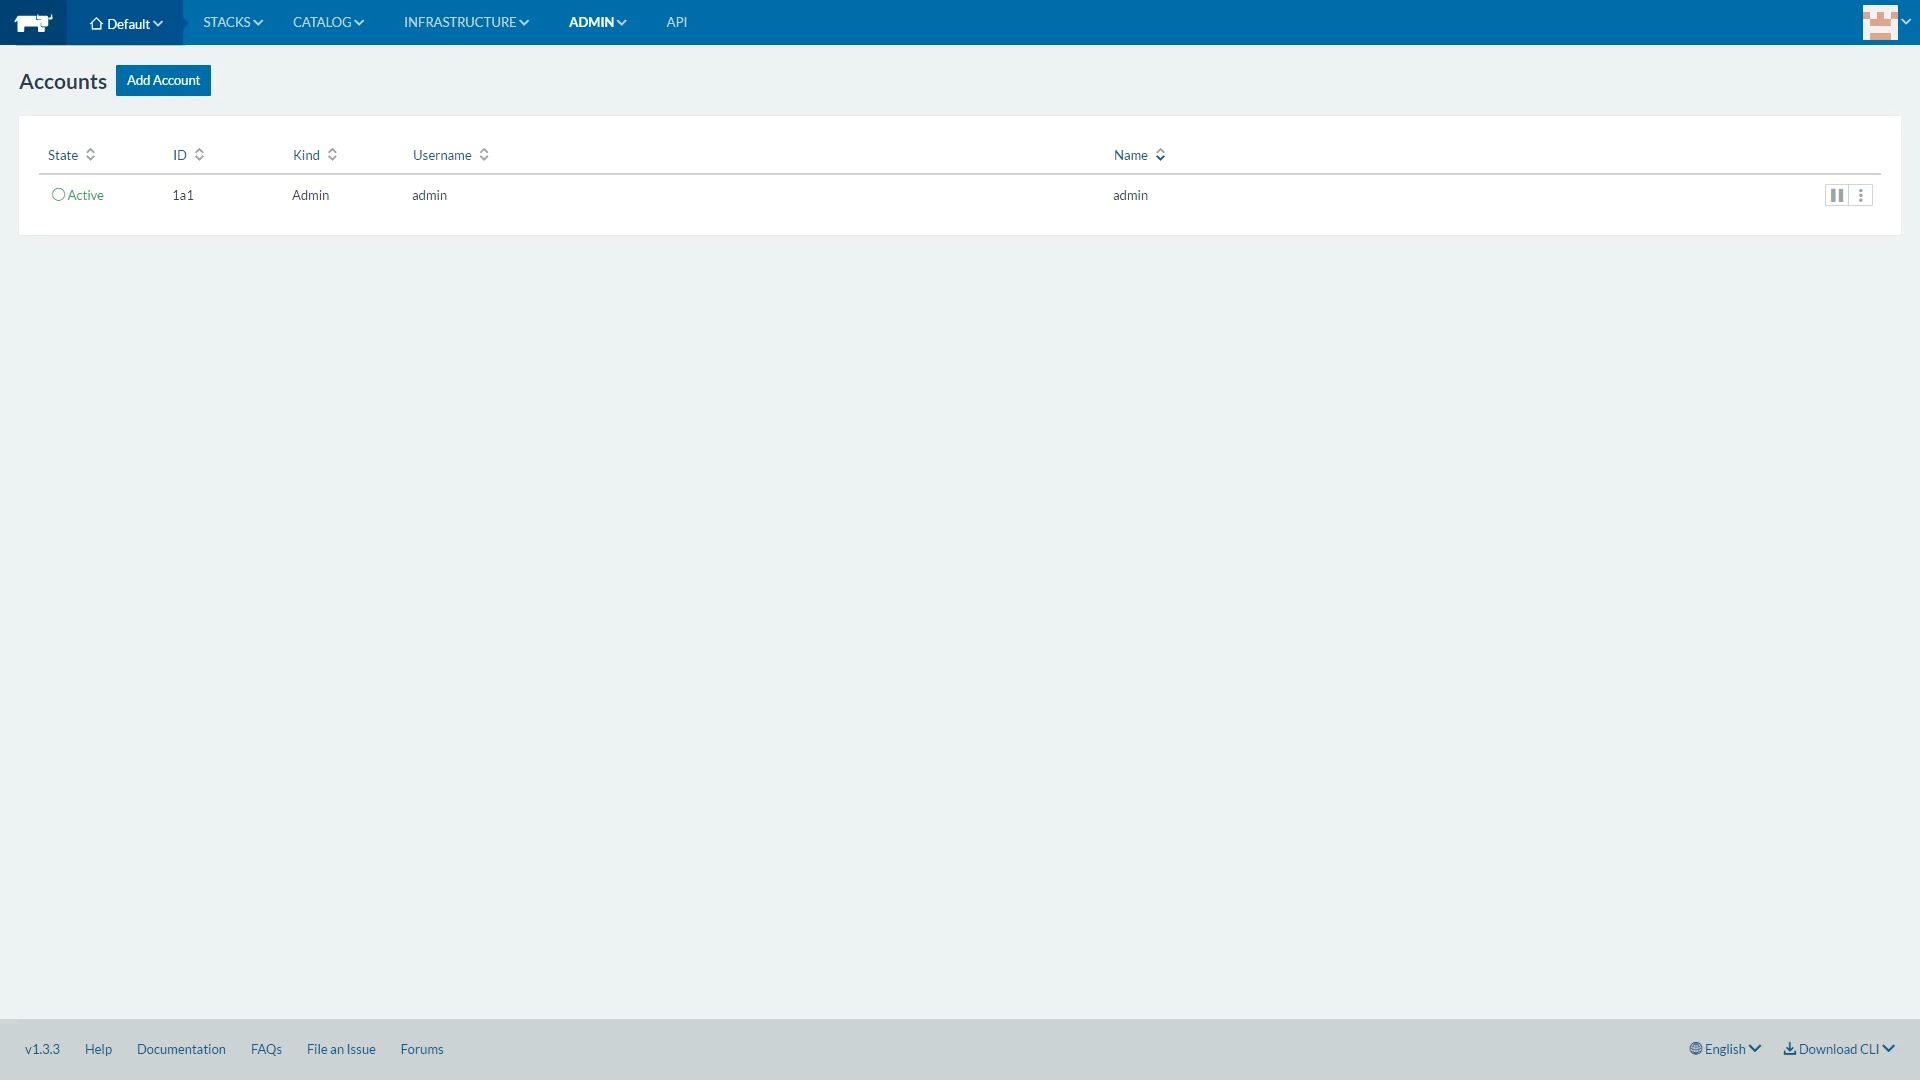 Default STACKS CATALOG INFRASTRUCTURE ADMIN API
Accounts Add Account
State ID Kind Username Name
Active 1a1 Admin admin admin
v1.3.3 Help Documentation FAQs File an Issue Forums English Download CLI